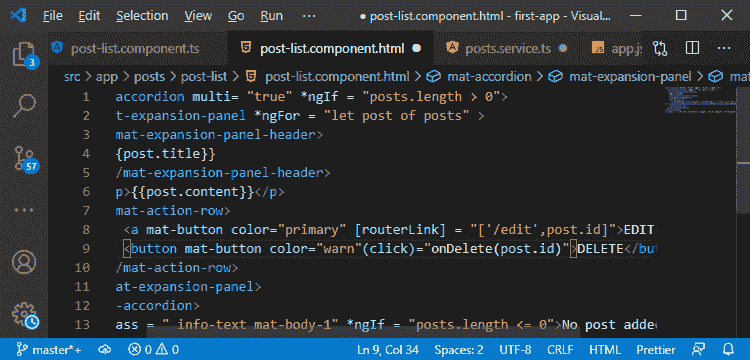 File Edit Selection View Go Run ··· ● post-list.component.html - first-app - Visual...
post-list.component.ts post-list.component.html ● posts.service.ts ● app.js
src > app > posts > post-list > post-list.component.html > mat-accordion > mat-expansion-panel >
1 accordion multi= "true" *ngIf = "posts.length > 0">
2 t-expansion-panel *ngFor = "let post of posts" >
3 mat-expansion-panel-header>
4 {post.title}}
5 /mat-expansion-panel-header>
6 p>{{post.content}}</p>
7 mat-action-row>
8 <a mat-button color="primary" [routerLink] = "['/edit',post.id]">EDIT
9 <button mat-button color="warn"(click)="onDelete(post.id)">DELETE</but
10 /mat-action-row>
11 at-expansion-panel>
12 -accordion>
13 ass = " info-text mat-body-1" *ngIf = "posts.length <= 0">No post added
3
57
master*+ 0 0 Ln 9, Col 34 Spaces: 2 UTF-8 CRLF HTML Prettier